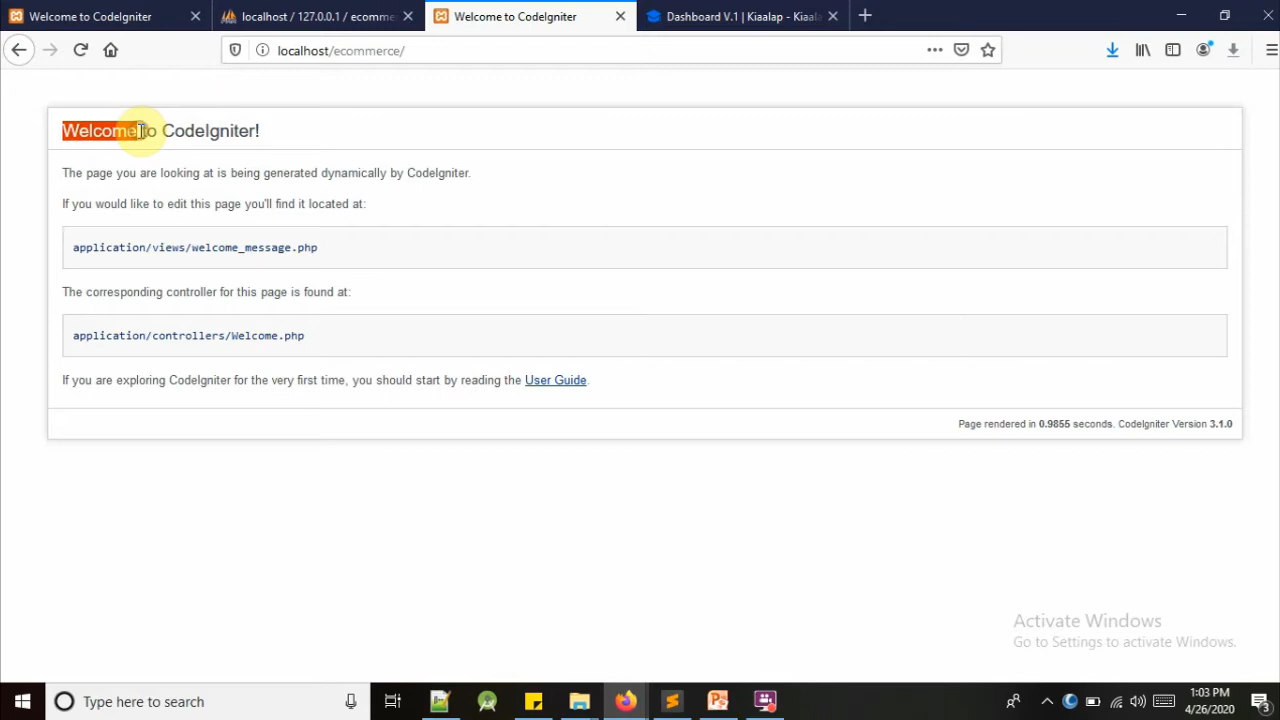 Welcome to CodeIgniter
localhost / 127.0.0.1 / ecomme
Welcome to CodeIgniter
Dashboard V.1 | Kiaalap - Kiaala
localhost/ecommerce/
Welcome to CodeIgniter!
The page you are looking at is being generated dynamically by CodeIgniter.
If you would like to edit this page you'll find it located at:
application/views/welcome_message.php
The corresponding controller for this page is found at:
application/controllers/Welcome.php
If you are exploring CodeIgniter for the very first time, you should start by reading the User Guide.
Page rendered in 0.9855 seconds. CodeIgniter Version 3.1.0
Activate Windows
Go to Settings to activate Windows.
Type here to search
1:03 PM
4/26/2020
3